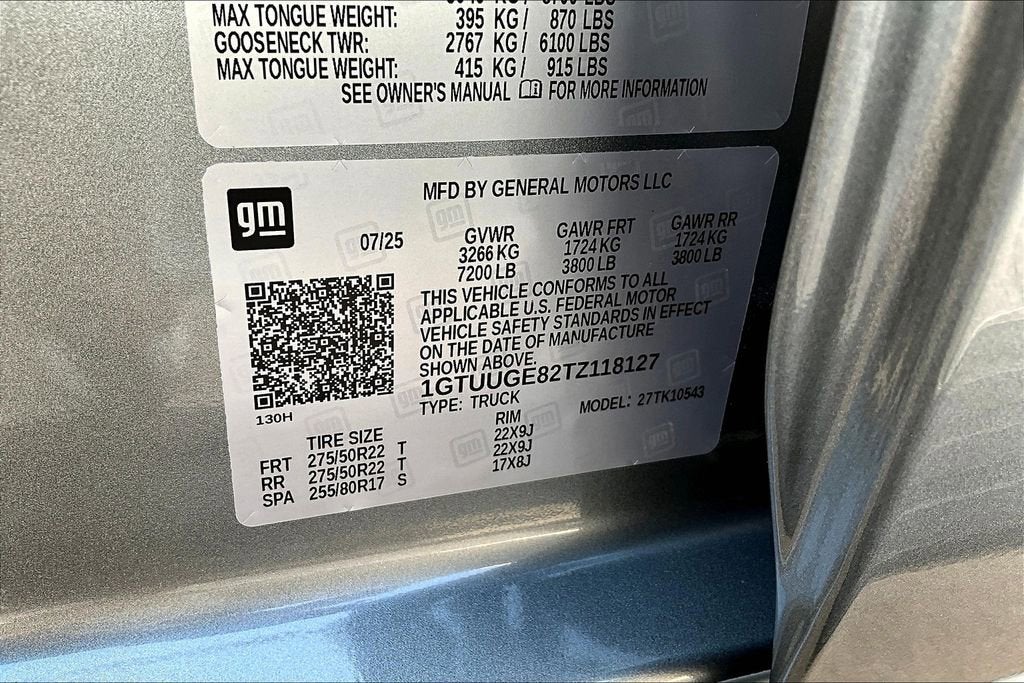 MAX TONGUE WEIGHT: 395 KG/ 870 LBS
GOOSENECK TWR: 2767 KG/ 6100 LBS
MAX TONGUE WEIGHT: 415 KG/ 915 LBS
SEE OWNER'S MANUAL FOR MORE INFORMATION
gm
MFD BY GENERAL MOTORS LLC
07/25 GVWR GAWR FRT GAWR RR
3266 KG 1724 KG 1724 KG
7200 LB 3800 LB 3800 LB
THIS VEHICLE CONFORMS TO ALL
APPLICABLE U.S. FEDERAL MOTOR
VEHICLE SAFETY STANDARDS IN EFFECT
ON THE DATE OF MANUFACTURE
SHOWN ABOVE.
1GTUUGE82TZ118127
TYPE: TRUCK MODEL: 27TK10543
130H
TIRE SIZE RIM
FRT 275/50R22 T 22X9J
RR 275/50R22 T 22X9J
SPA 255/80R17 S 17X8J